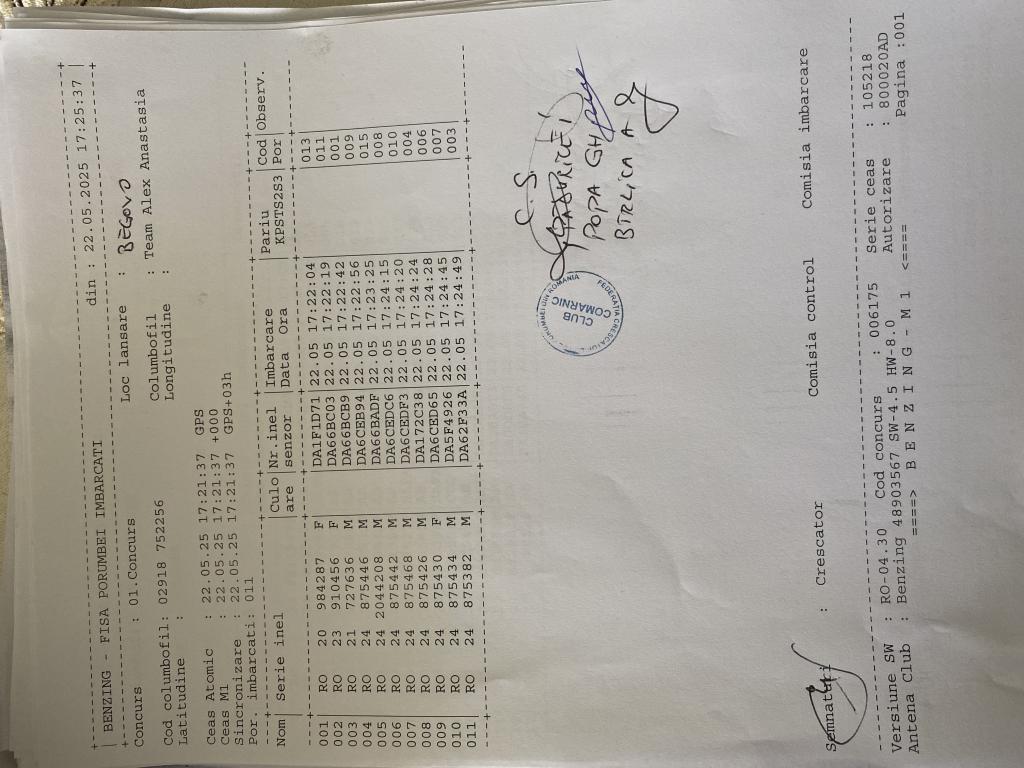 | BENZING - FISA PORUMBEI IMBARCATI din : 22.05.2025 17:25:37 |
Concurs : 01.Concurs Loc lansare : BEGOVO
Cod columbofil: 02918 752256 Columbofil : Team Alex Anastasia
Latitudine : Longitudine :
Ceas Atomic : 22.05.25 17:21:37 GPS
Ceas M1 : 22.05.25 17:21:37 +000
Sincronizare : 22.05.25 17:21:37 GPS+03h
Por. imbarcati: 011
Nom | Serie inel | Culo | Nr.inel | Imbarcare | Pariu | Cod | Observ.
are | senzor | Data Ora | KPSTS2S3 | Por |
001 | RO 20 984287 F | DA1F1D71 | 22.05 17:22:04 | 013
002 | RO 23 910456 F | DA66BC03 | 22.05 17:22:19 | 011
003 | RO 21 727636 M | DA66BCB9 | 22.05 17:22:42 | 001
004 | RO 24 875446 M | DA6CEB94 | 22.05 17:22:56 | 009
005 | RO 24 2044208 M | DA66BADF | 22.05 17:23:25 | 015
006 | RO 24 875442 M | DA6CEDC6 | 22.05 17:24:15 | 008
007 | RO 24 875468 M | DA6CEDF3 | 22.05 17:24:20 | 010
008 | RO 24 875426 M | DA172C38 | 22.05 17:24:24 | 004
009 | RO 24 875430 F | DA6CED65 | 22.05 17:24:28 | 006
010 | RO 24 875434 M | DA5F4926 | 22.05 17:24:45 | 007
011 | RO 24 875382 M | DA62F33A | 22.05 17:24:49 | 003
C.S.
POPA GH
BIRLICA A
CLUB
COMARNIC
Semnaturi : Crescator Comisia control Comisia imbarcare
Versiune SW : RO-04.30 Cod concurs : 006175 Serie ceas : 105218
Antena Club : Benzing 48903567 SW-4.5 HW-8.0 Autorizare : 800020AD
====> B E N Z I N G - M 1 <==== Pagina :001